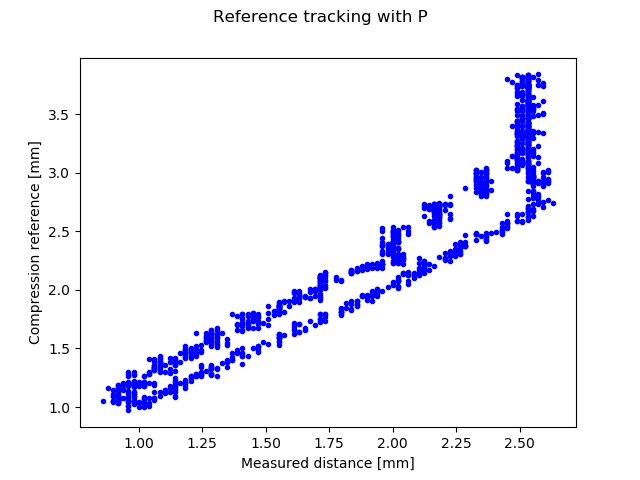 Reference tracking with P
Compression reference [mm]
3.5
3.0
2.5
2.0
1.5
1.0
1.00 1.25 1.50 1.75 2.00 2.25 2.50
Measured distance [mm]